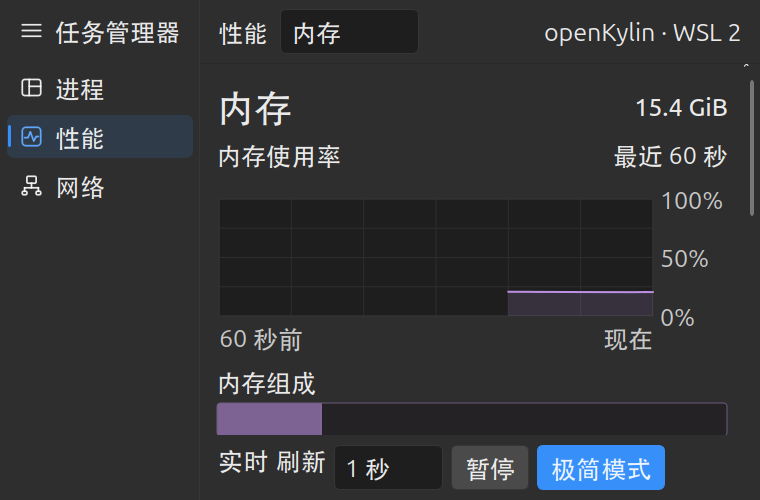 任务管理器
进程
性能
网络
性能 内存 openKylin · WSL 2
内存 15.4 GiB
内存使用率 最近 60 秒
100%
50%
0%
60 秒前 现在
内存组成
实时 刷新 1 秒 暂停 极简模式